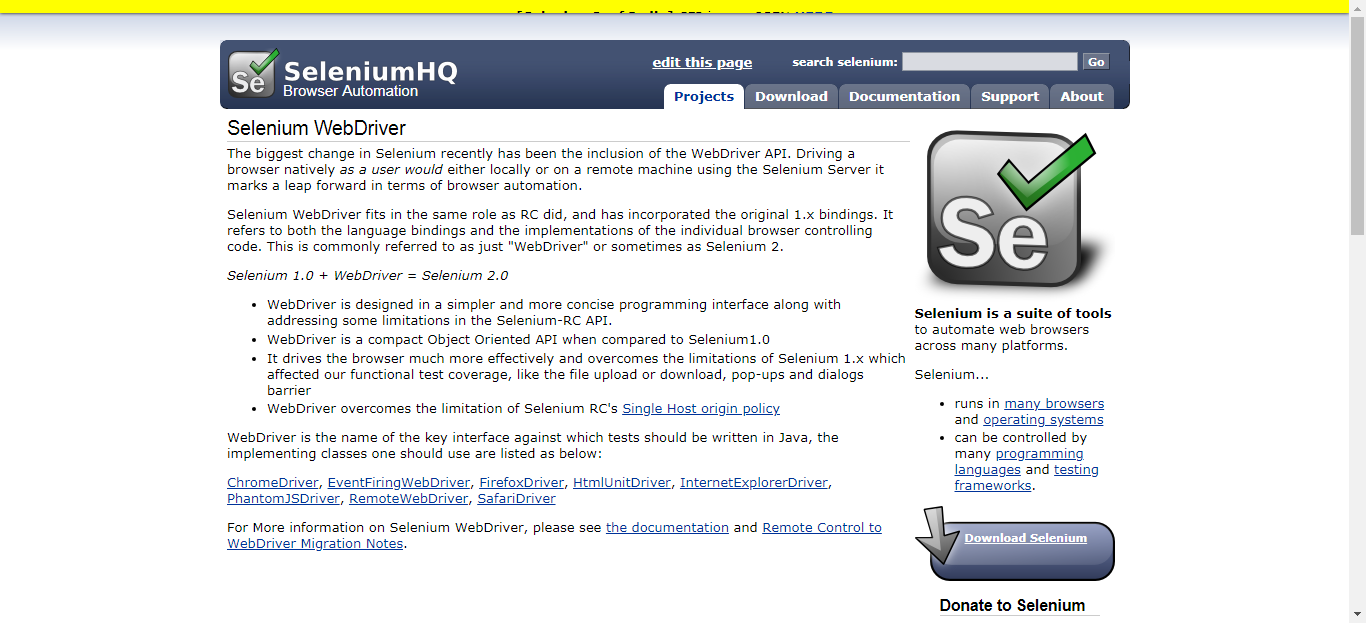 edit this page
search selenium:
Go
Se
SeleniumHQ
Browser Automation
Projects
Download
Documentation
Support
About
Selenium WebDriver
The biggest change in Selenium recently has been the inclusion of the WebDriver API. Driving a
browser natively as a user would either locally or on a remote machine using the Selenium Server it
marks a leap forward in terms of browser automation.
Selenium WebDriver fits in the same role as RC did, and has incorporated the original 1.x bindings. It
refers to both the language bindings and the implementations of the individual browser controlling
code. This is commonly referred to as just "WebDriver" or sometimes as Selenium 2.
Selenium 1.0 + WebDriver = Selenium 2.0
• WebDriver is designed in a simpler and more concise programming interface along with
addressing some limitations in the Selenium-RC API.
• WebDriver is a compact Object Oriented API when compared to Selenium1.0
• It drives the browser much more effectively and overcomes the limitations of Selenium 1.x which
affected our functional test coverage, like the file upload or download, pop-ups and dialogs
barrier
• WebDriver overcomes the limitation of Selenium RC's Single Host origin policy
WebDriver is the name of the key interface against which tests should be written in Java, the
implementing classes one should use are listed as below:
ChromeDriver, EventFiringWebDriver, FirefoxDriver, HtmlUnitDriver, InternetExplorerDriver,
PhantomJSDriver, RemoteWebDriver, SafariDriver
For More information on Selenium WebDriver, please see the documentation and Remote Control to
WebDriver Migration Notes.
Se
Selenium is a suite of tools
to automate web browsers
across many platforms.
Selenium...
• runs in many browsers
and operating systems
• can be controlled by
many programming
languages and testing
frameworks.
Download Selenium
Donate to Selenium